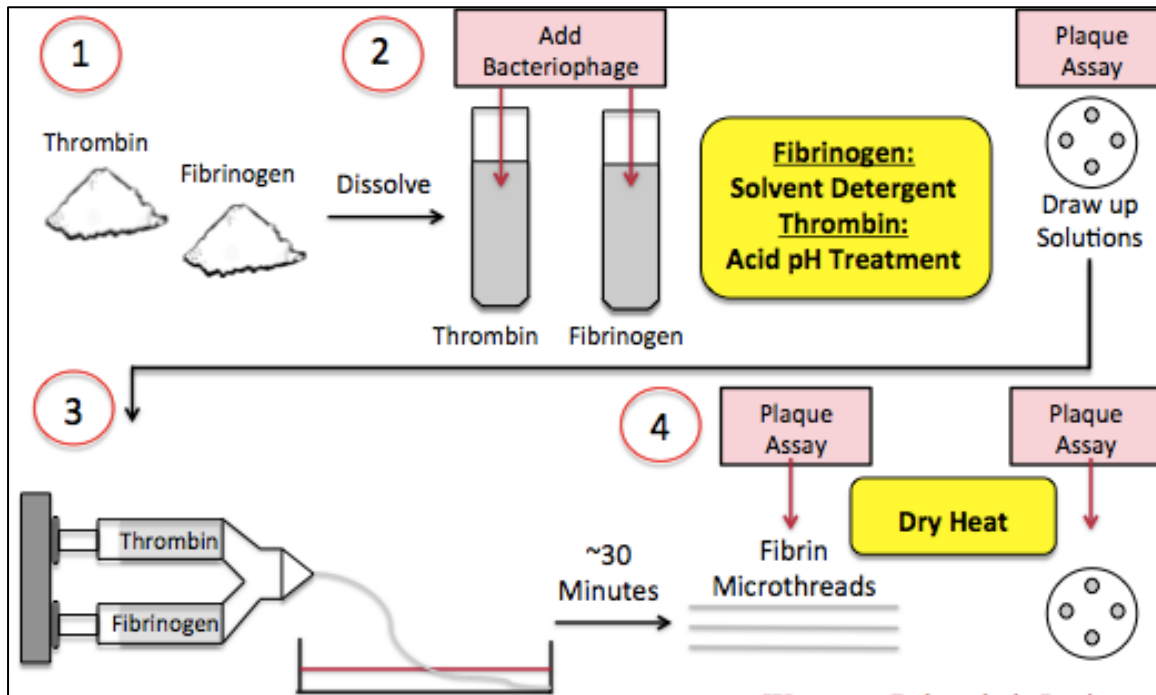 1
Thrombin
Fibrinogen
Dissolve
2
Add
Bacteriophage
Thrombin
Fibrinogen
Fibrinogen:
Solvent Detergent
Thrombin:
Acid pH Treatment
Plaque
Assay
Draw up
Solutions
3
Thrombin
Fibrinogen
~30
Minutes
4
Plaque
Assay
Fibrin
Microthreads
Dry Heat
Plaque
Assay